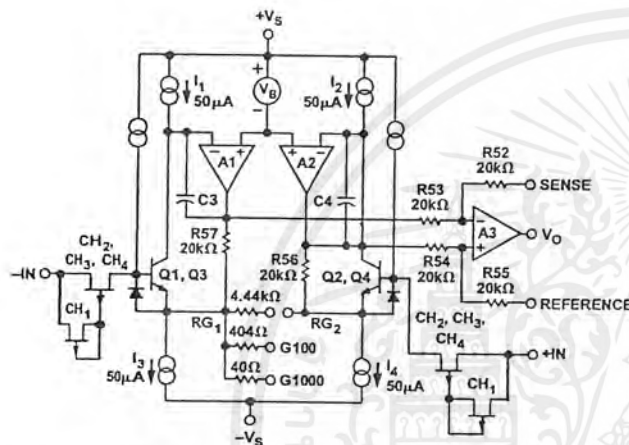 +VS
I1
50µA
+
VB
−
I2
50µA
− +
A1
+ −
A2
C3
C4
R53
20kΩ
R52
20kΩ
SENSE
−
A3
+
VO
R57
20kΩ
R56
20kΩ
R54
20kΩ
R55
20kΩ
REFERENCE
−IN
CH2,
CH3, CH4
CH1
Q1, Q3
Q2, Q4
RG1
4.44kΩ
RG2
404Ω
G100
40Ω
G1000
I3
50µA
I4
50µA
CH2, CH3,
CH4
+IN
CH1
−VS